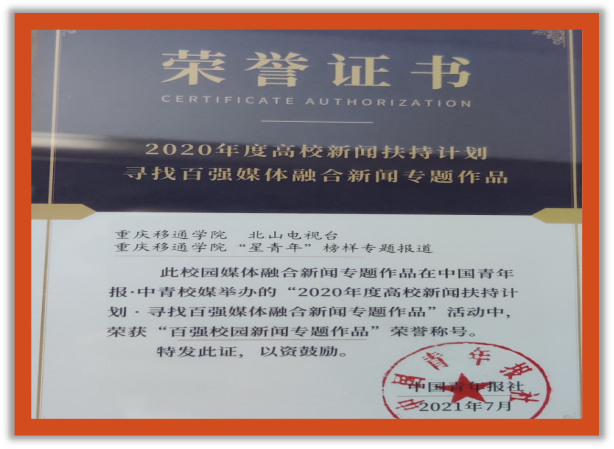 荣誉证书
CERTIFICATE AUTHORIZATION
2020年度高校新闻扶持计划
寻找百强媒体融合新闻专题作品
重庆移通学院 北山电视台
重庆移通学院“星青年”榜样专题报道
此校园媒体融合新闻专题作品在中国青年
报·中青校媒举办的“2020年度高校新闻扶持计
划·寻找百强媒体融合新闻专题作品”活动中，
荣获“百强校园新闻专题作品”荣誉称号。
特发此证，以资鼓励。
中国青年报社
中国青年报社
2021年7月